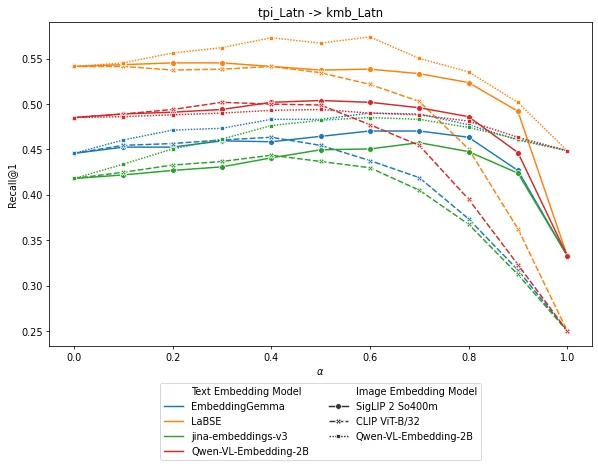 tpi_Latn -> kmb_Latn
Recall@1
0.55
0.50
0.45
0.40
0.35
0.30
0.25
0.0 0.2 0.4 0.6 0.8 1.0
α
Text Embedding Model
EmbeddingGemma
LaBSE
jina-embeddings-v3
Qwen-VL-Embedding-2B
Image Embedding Model
SigLIP 2 So400m
CLIP ViT-B/32
Qwen-VL-Embedding-2B